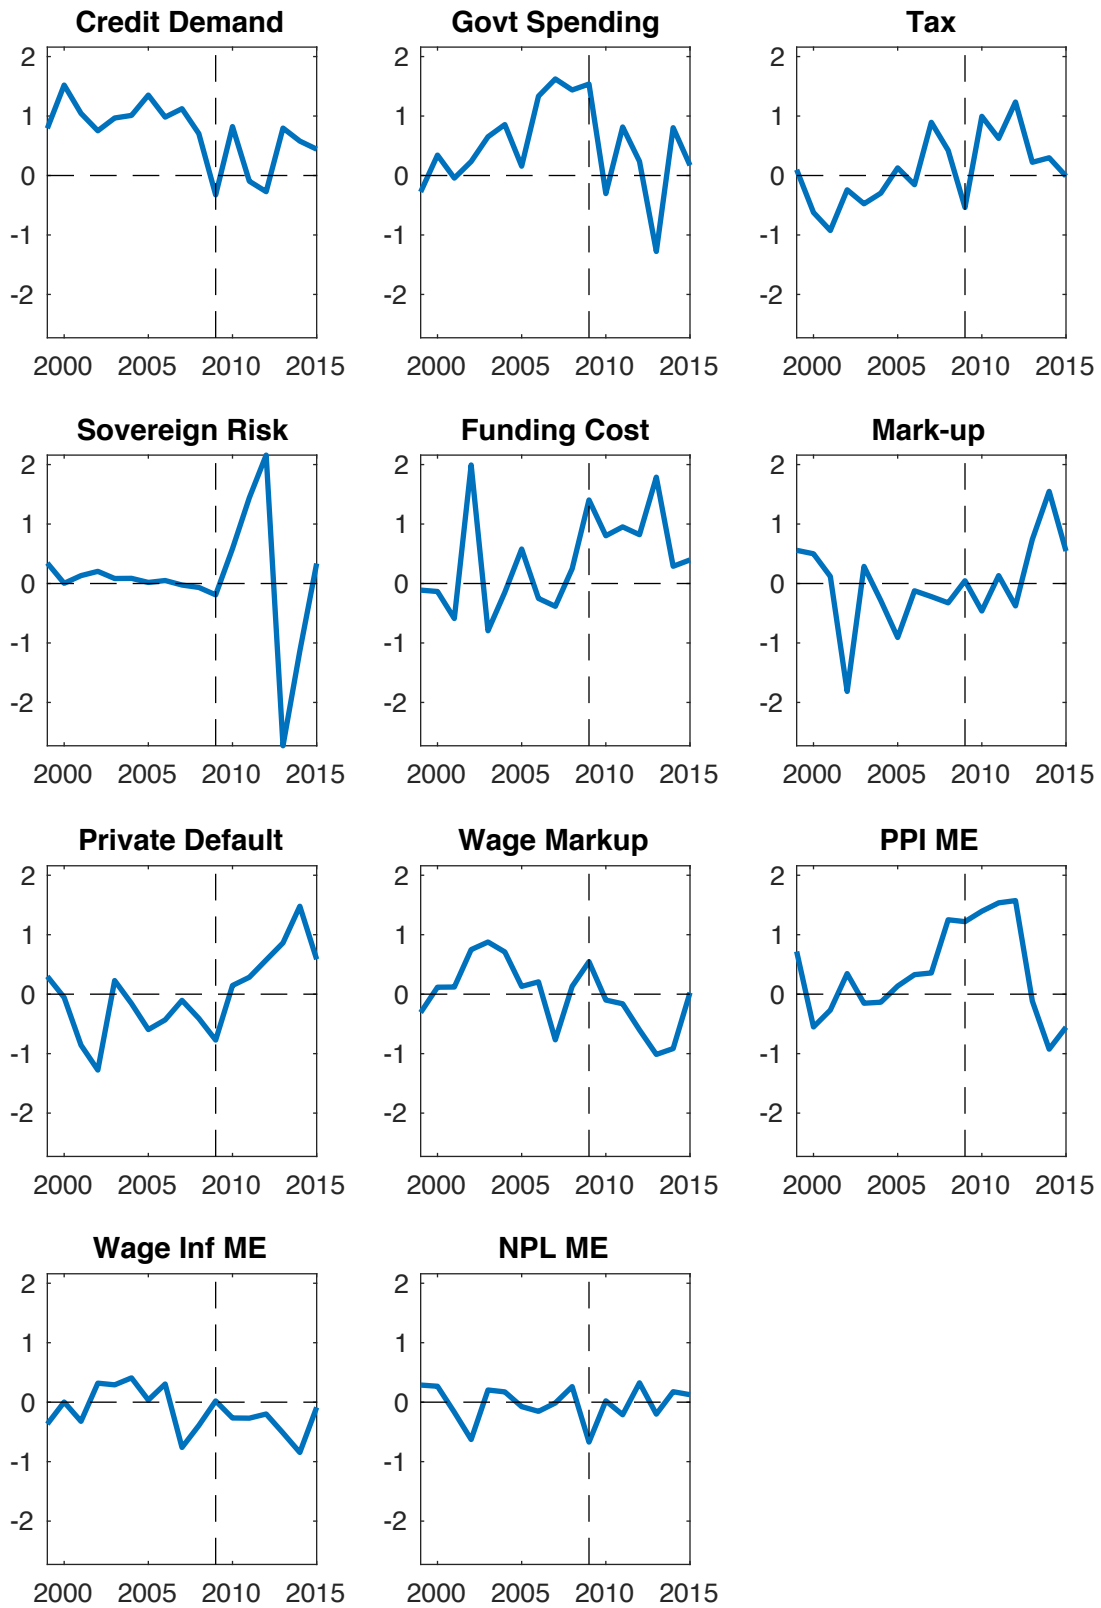 Credit Demand Govt Spending Tax
2 2 2
1 1 1
0 0 0
-1 -1 -1
-2 -2 -2
2000 2005 2010 2015 2000 2005 2010 2015 2000 2005 2010 2015
Sovereign Risk Funding Cost Mark-up
2 2 2
1 1 1
0 0 0
-1 -1 -1
-2 -2 -2
2000 2005 2010 2015 2000 2005 2010 2015 2000 2005 2010 2015
Private Default Wage Markup PPI ME
2 2 2
1 1 1
0 0 0
-1 -1 -1
-2 -2 -2
2000 2005 2010 2015 2000 2005 2010 2015 2000 2005 2010 2015
Wage Inf ME NPL ME
2 2
1 1
0 0
-1 -1
-2 -2
2000 2005 2010 2015 2000 2005 2010 2015